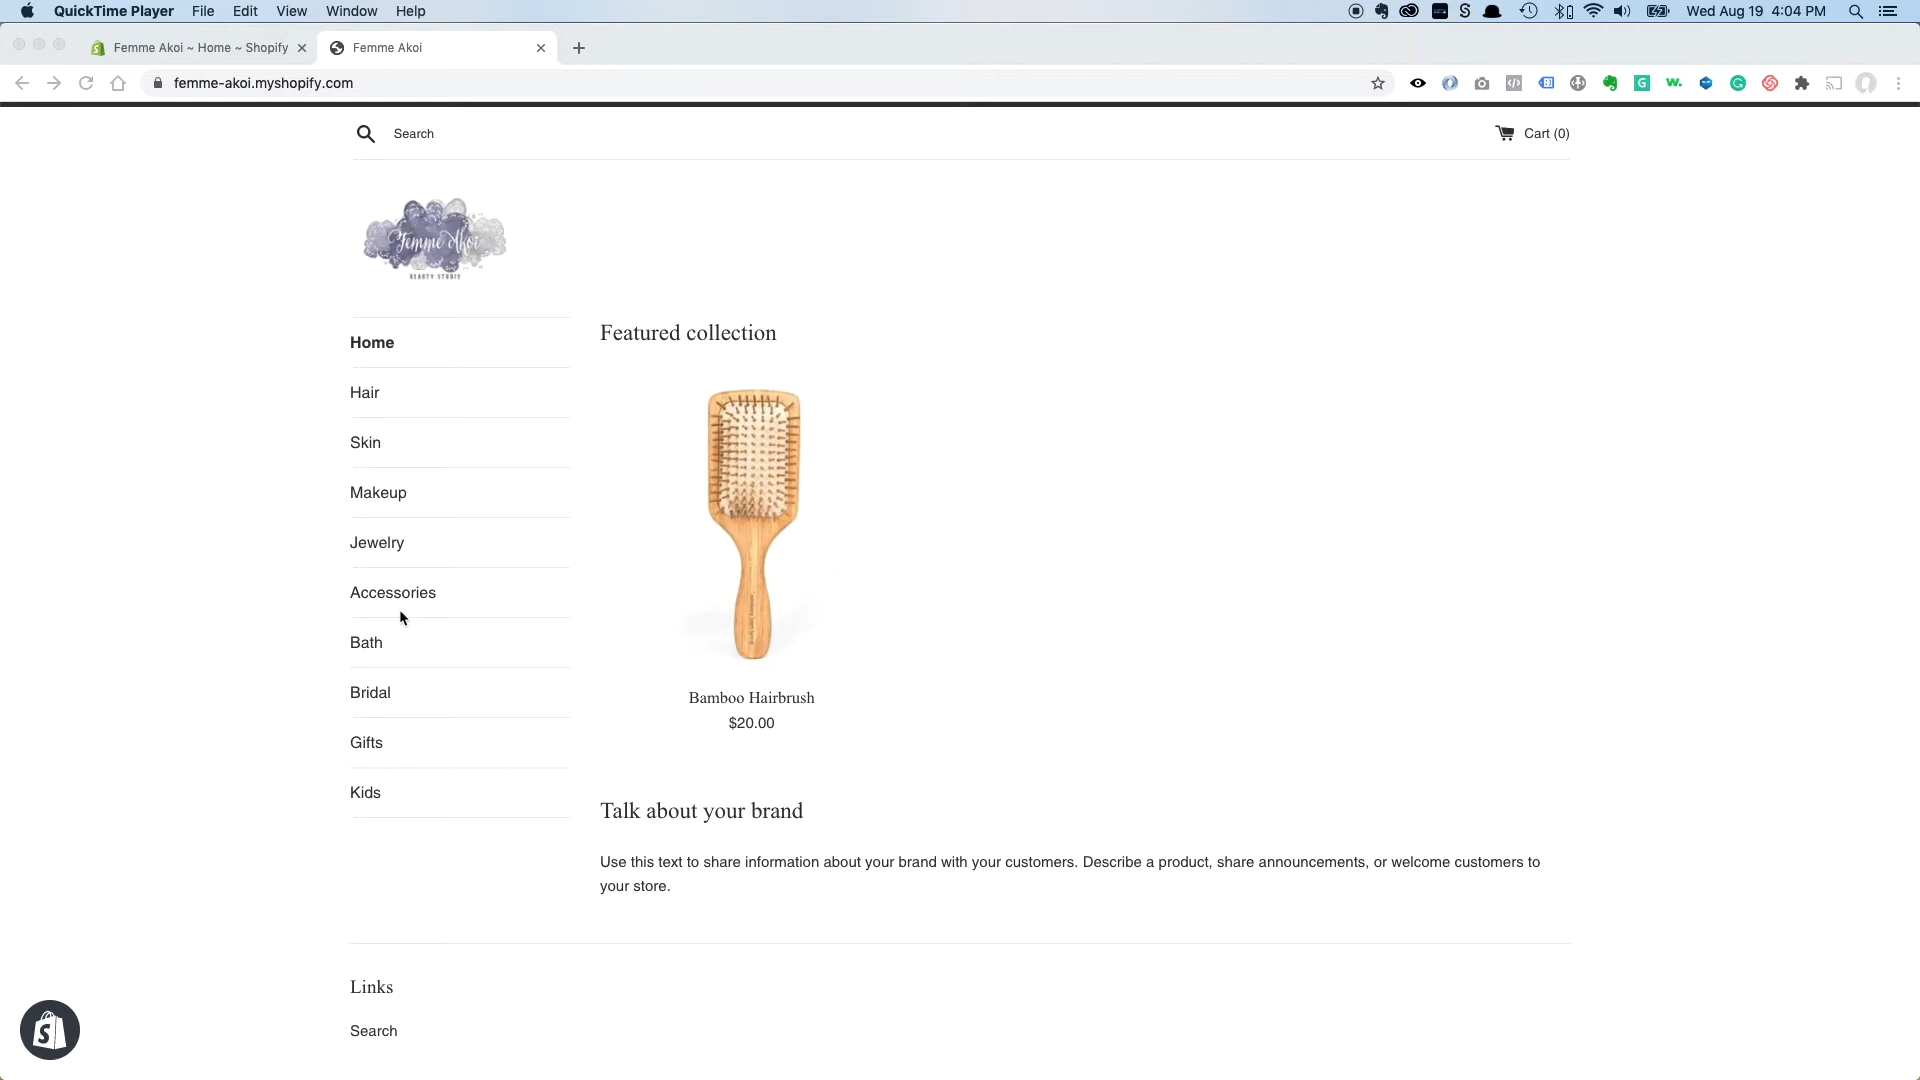 QuickTime Player File Edit View Window Help Wed Aug 19 4:04 PM
Femme Akoi ~ Home ~ Shopify Femme Akoi
femme-akoi.myshopify.com
Search Cart (0)
Femme Akoi
BEAUTY STUDIO
Home
Hair
Skin
Makeup
Jewelry
Accessories
Bath
Bridal
Gifts
Kids
Featured collection
Bamboo Hairbrush
$20.00
Talk about your brand
Use this text to share information about your brand with your customers. Describe a product, share announcements, or welcome customers to
your store.
Links
Search